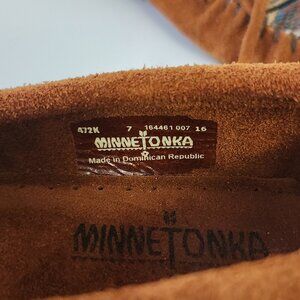 472K 7 164461 007 16
MINNETONKA
Made in Dominican Republic
MINNETONKA